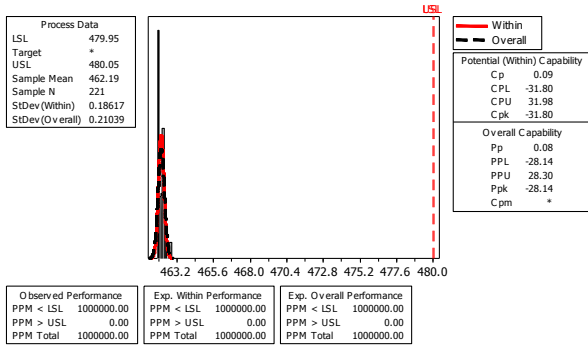 USL
Process Data
LSL 479.95
Target *
USL 480.05
Sample Mean 462.19
Sample N 221
StDev(Within) 0.18617
StDev(Overall) 0.21039
Within
Overall
Potential (Within) Capability
Cp 0.09
CPL -31.80
CPU 31.98
Cpk -31.80
Overall Capability
Pp 0.08
PPL -28.14
PPU 28.30
Ppk -28.14
Cpm *
463.2 465.6 468.0 470.4 472.8 475.2 477.6 480.0
Observed Performance
PPM < LSL 1000000.00
PPM > USL 0.00
PPM Total 1000000.00
Exp. Within Performance
PPM < LSL 1000000.00
PPM > USL 0.00
PPM Total 1000000.00
Exp. Overall Performance
PPM < LSL 1000000.00
PPM > USL 0.00
PPM Total 1000000.00